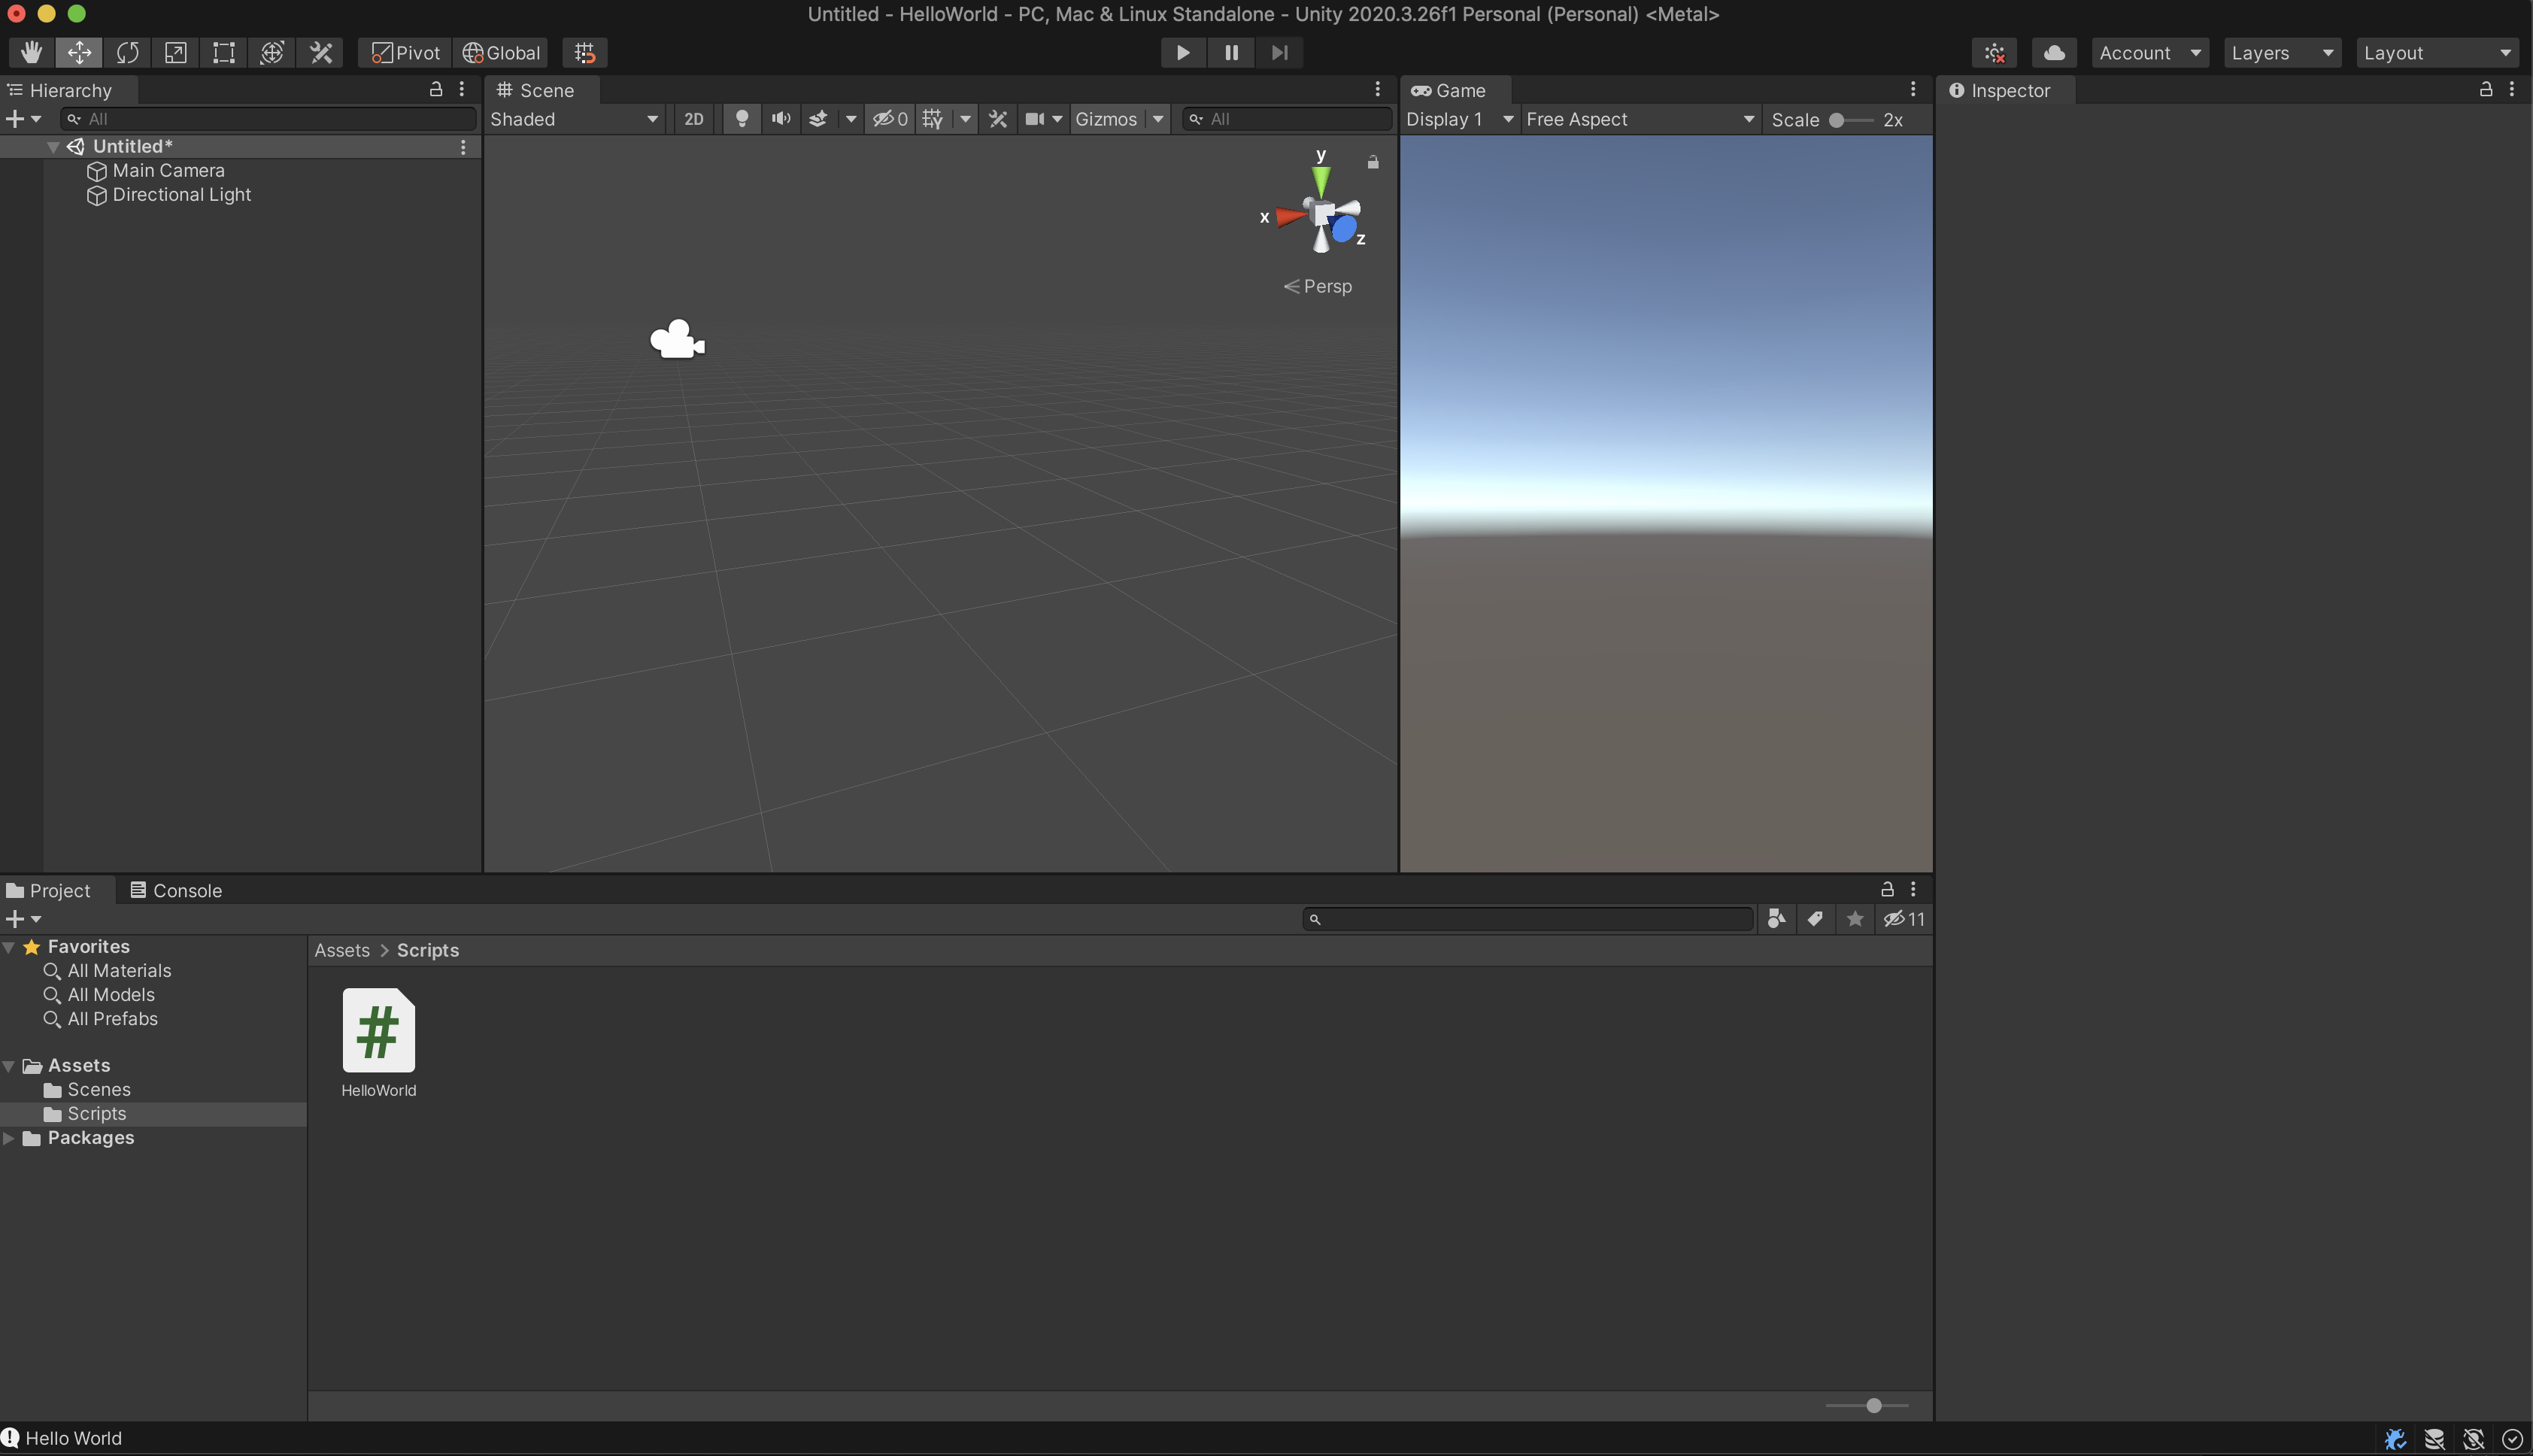 Untitled - HelloWorld - PC, Mac & Linux Standalone - Unity 2020.3.26f1 Personal (Personal) <Metal>
Pivot Global Account Layers Layout
Hierarchy
All
Untitled*
Main Camera
Directional Light
Scene
Shaded 2D 0 Gizmos All
y
x
z
Persp
Game
Display 1 Free Aspect Scale 2x
Inspector
Project Console
11
Favorites
All Materials
All Models
All Prefabs
Assets
Scenes
Scripts
Packages
Assets > Scripts
#
HelloWorld
Hello World